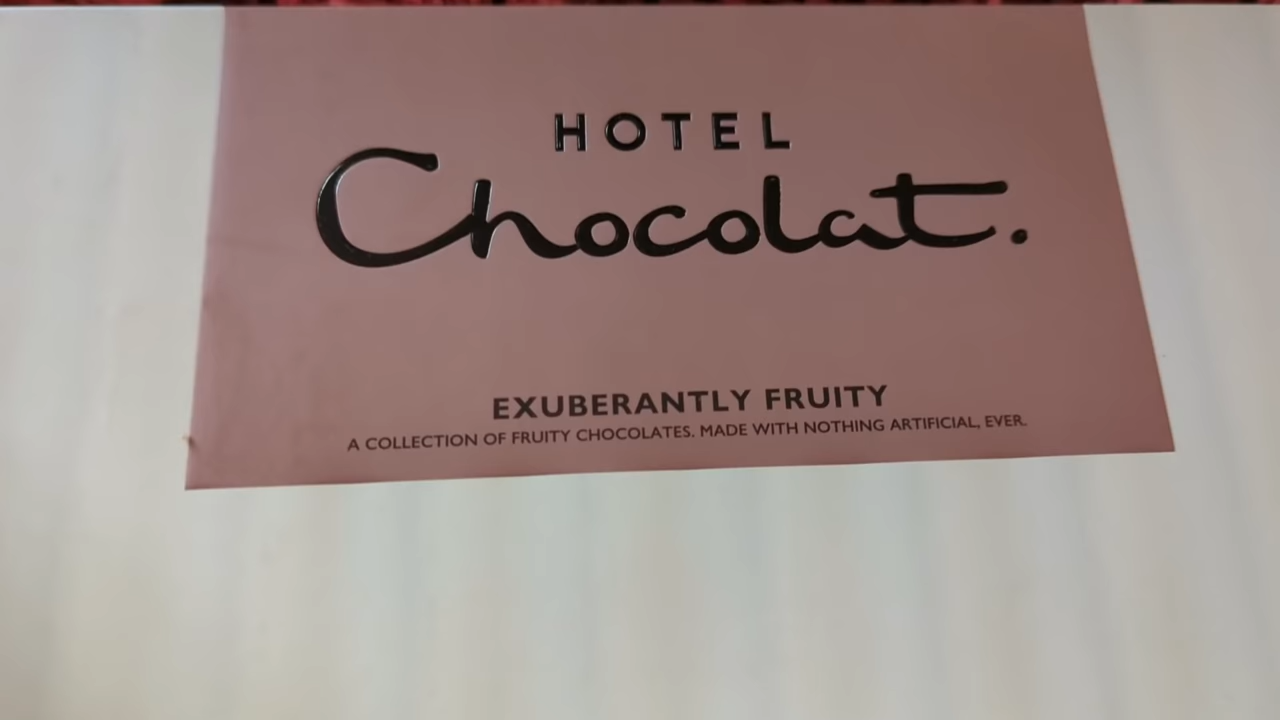 HOTEL
Chocolat.
EXUBERANTLY FRUITY
A COLLECTION OF FRUITY CHOCOLATES. MADE WITH NOTHING ARTIFICIAL, EVER.